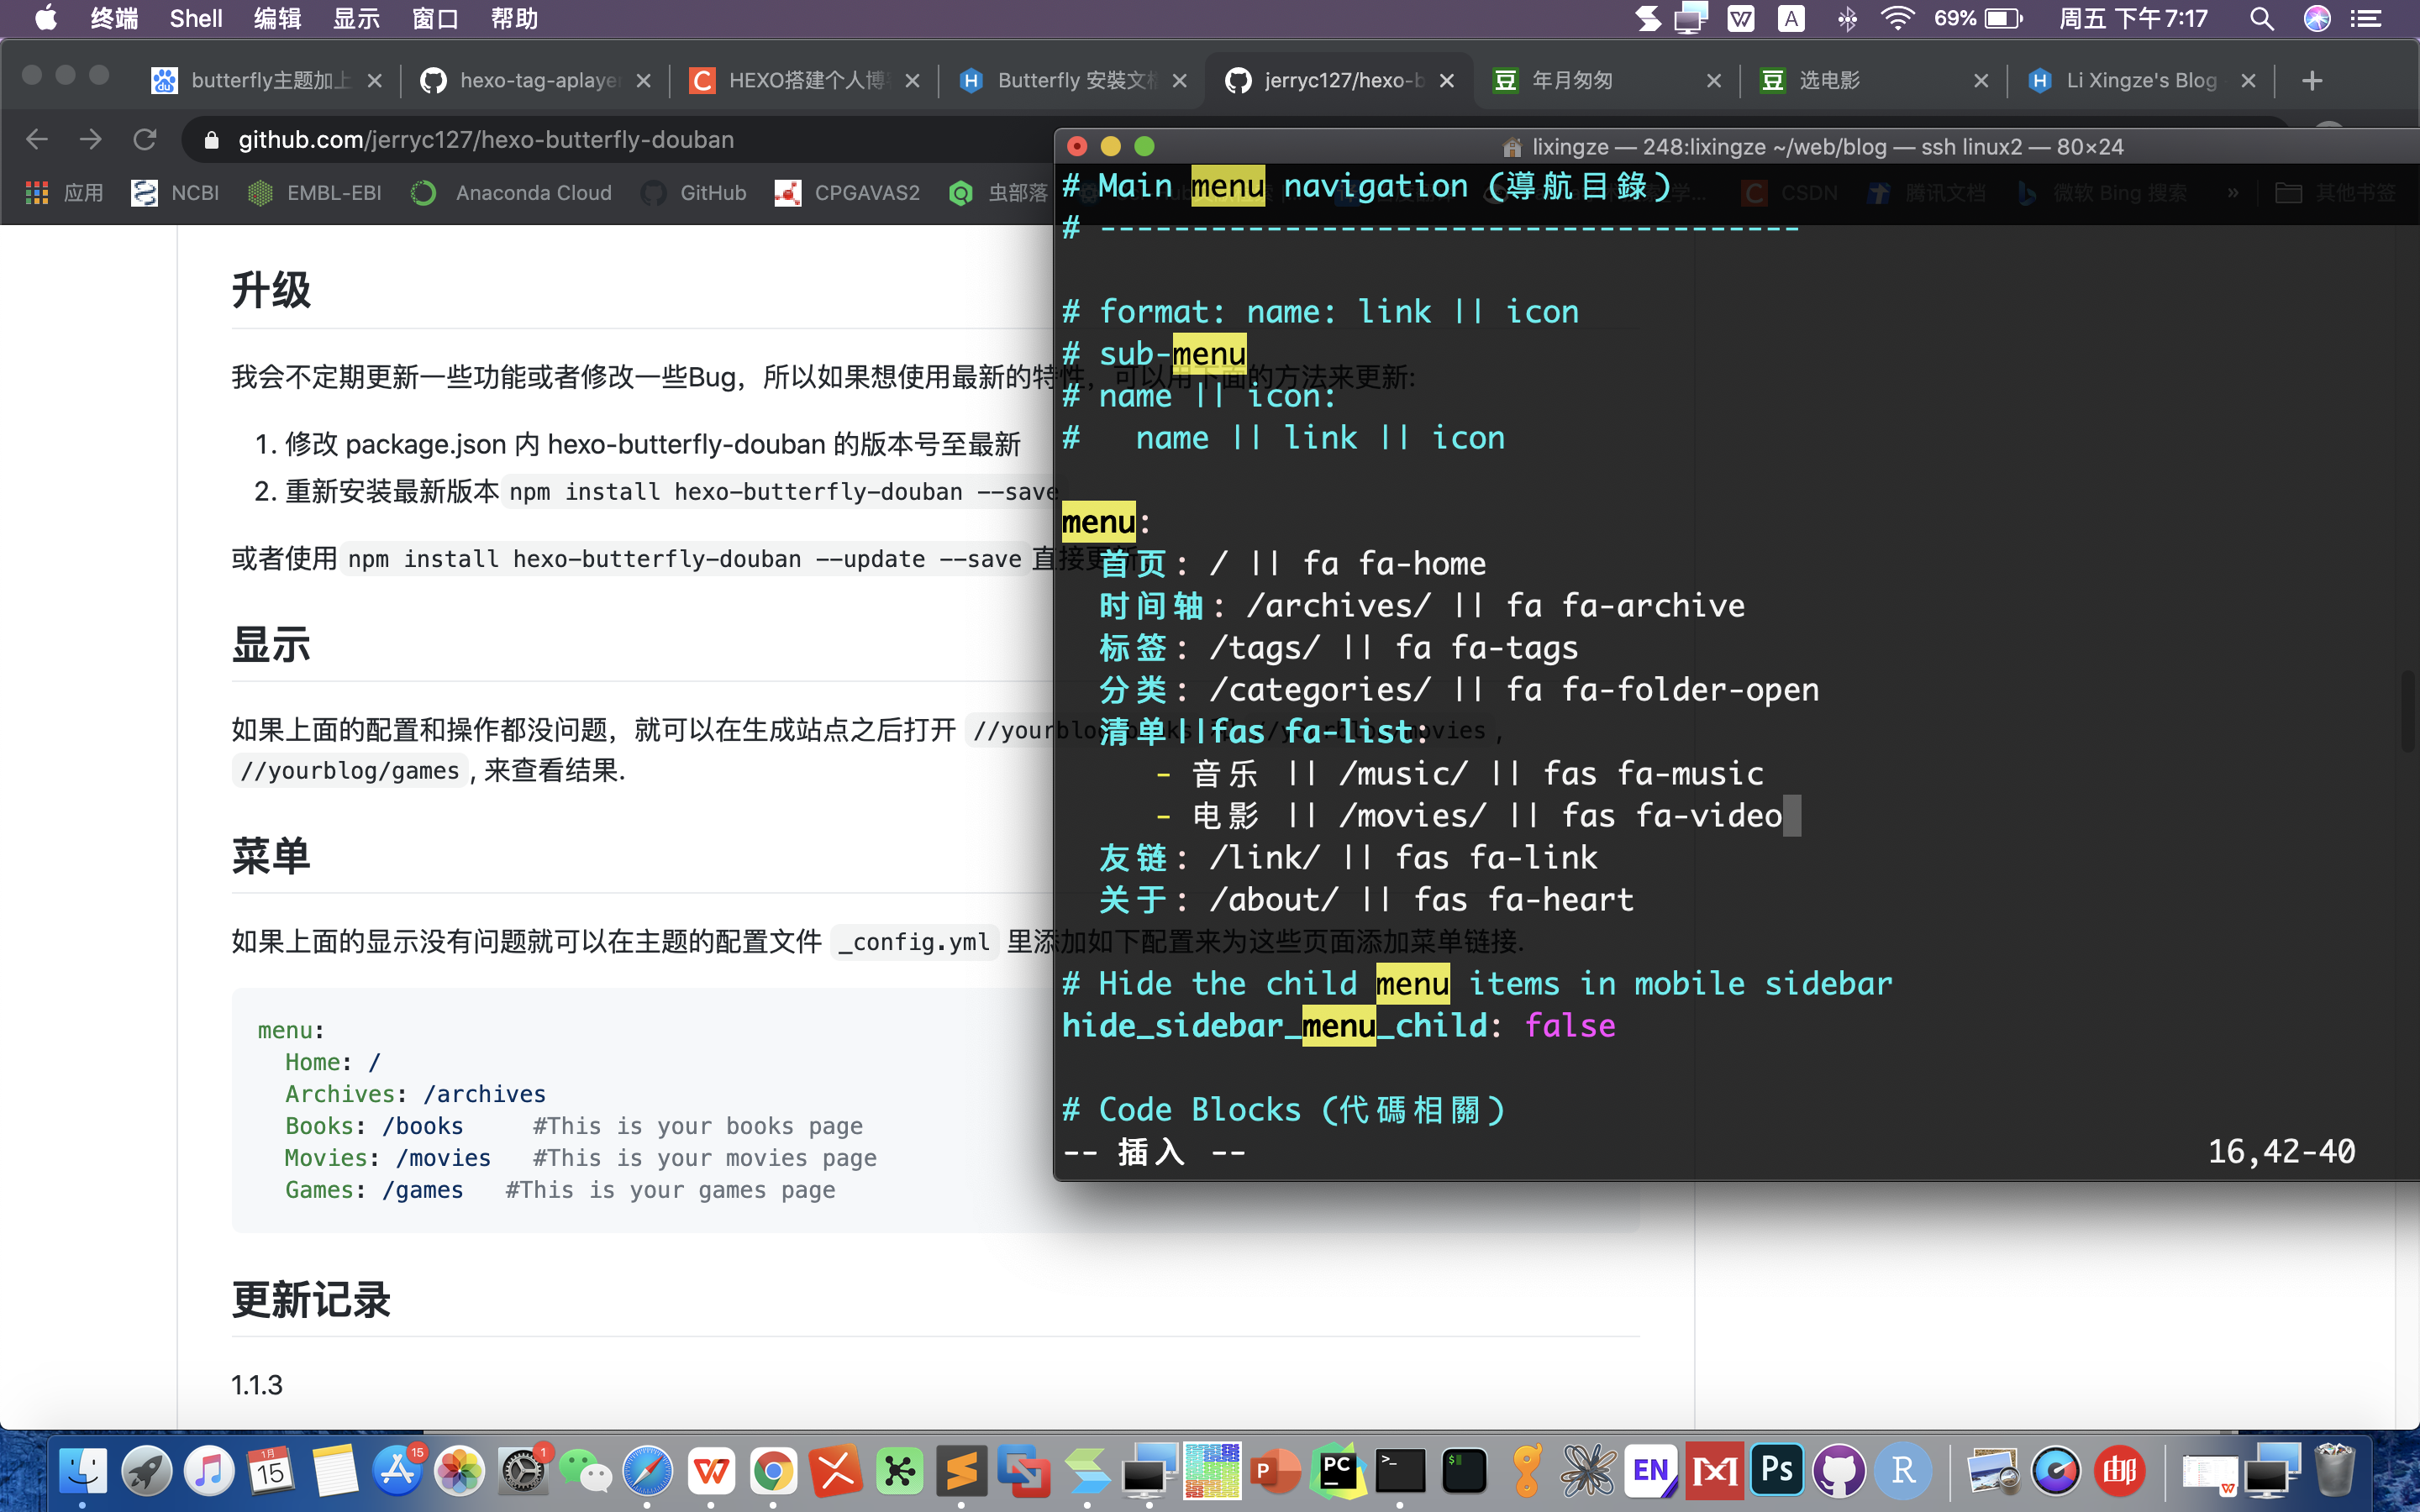 终端 Shell 编辑 显示 窗口 帮助 69% 周五 下午7:17
butterfly主题加上 hexo-tag-aplaye HEXO搭建个人博 Butterfly 安裝文 jerryc127/hexo-b 年月匆匆 选电影 Li Xingze's Blog
github.com/jerryc127/hexo-butterfly-douban
应用 NCBI EMBL-EBI Anaconda Cloud GitHub CPGAVAS2 虫部落 CSDN 腾讯文档 微软 Bing 搜索 » 其他书签
升级
我会不定期更新一些功能或者修改一些Bug，所以如果想使用最新的特性，可以用下面的方法来更新:
1. 修改 package.json 内 hexo-butterfly-douban 的版本号至最新
2. 重新安装最新版本 npm install hexo-butterfly-douban --save
或者使用 npm install hexo-butterfly-douban --update --save 直接更新
显示
如果上面的配置和操作都没问题，就可以在生成站点之后打开 //yourblog/books 和 //yourblog/movies ,
//yourblog/games , 来查看结果.
菜单
如果上面的显示没有问题就可以在主题的配置文件 _config.yml 里添加如下配置来为这些页面添加菜单链接.
menu:
  Home: /
  Archives: /archives
  Books: /books     #This is your books page
  Movies: /movies   #This is your movies page
  Games: /games   #This is your games page
更新记录
1.1.3
lixingze — 248:lixingze ~/web/blog — ssh linux2 — 80×24
# Main menu navigation (導航目錄)
# --------------------------------------
# format: name: link || icon
# sub-menu
# name || icon:
#   name || link || icon
menu:
  首页: / || fa fa-home
  时间轴: /archives/ || fa fa-archive
  标签: /tags/ || fa fa-tags
  分类: /categories/ || fa fa-folder-open
  清单||fas fa-list:
     - 音乐 || /music/ || fas fa-music
     - 电影 || /movies/ || fas fa-video
  友链: /link/ || fas fa-link
  关于: /about/ || fas fa-heart
# Hide the child menu items in mobile sidebar
hide_sidebar_menu_child: false
# Code Blocks (代碼相關)
-- 插入 -- 16,42-40
1月 15 15 1 P PC EN Ps R 邮